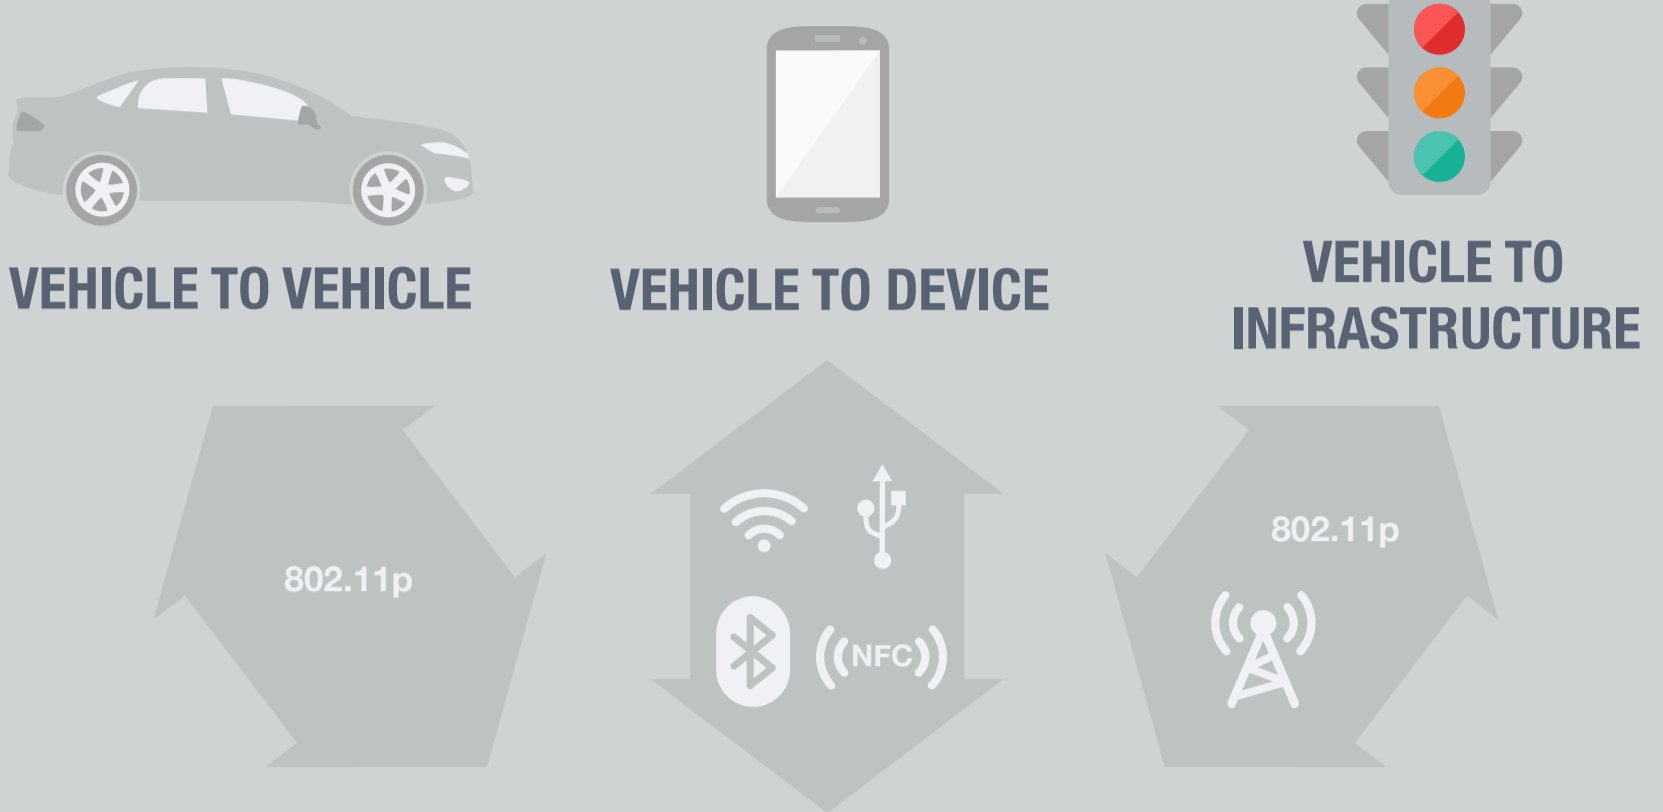 VEHICLE TO VEHICLE
VEHICLE TO DEVICE
VEHICLE TO
INFRASTRUCTURE
802.11p
NFC
802.11p